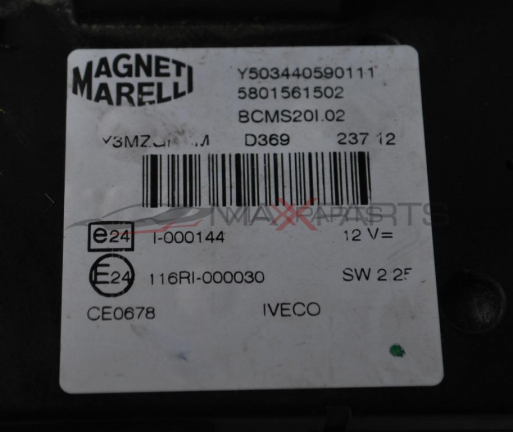 MAGNETI
MARELLI
Y503440590111
5801561502
BCMS20I.02
D369 237 12
MAXXPARTS
e24 I-000144 12 V=
E24 116RI-000030 SW 2.2F
CE0678 IVECO